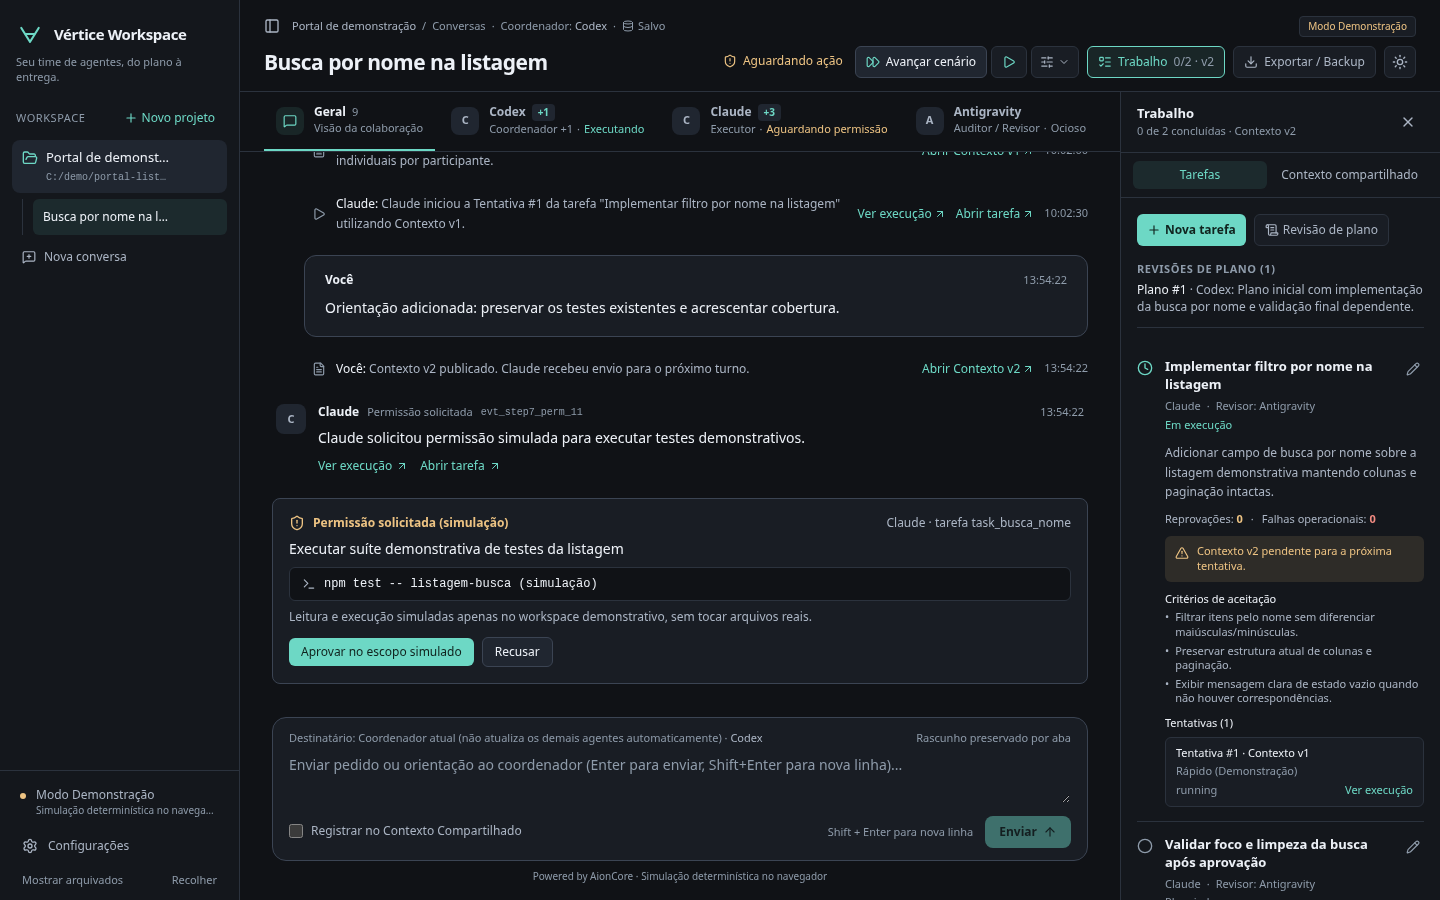 Vértice Workspace
Seu time de agentes, do plano à
entrega.
WORKSPACE
Novo projeto
Portal de demonst...
C:/demo/portal-list…
Busca por nome na l...
Nova conversa
Modo Demonstração
Simulação determinística no navega...
Configurações
Mostrar arquivados
Recolher
Portal de demonstração / Conversas · Coordenador: Codex · Salvo
Modo Demonstração
Busca por nome na listagem
Aguardando ação
Avançar cenário
Trabalho 0/2 · v2
Exportar / Backup
Geral 9
Visão da colaboração
C
Codex +1
Coordenador +1 · Executando
C
Claude +3
Executor · Aguardando permissão
A
Antigravity
Auditor / Revisor · Ocioso
individuais por participante.
Claude: Claude iniciou a Tentativa #1 da tarefa "Implementar filtro por nome na listagem"
utilizando Contexto v1.
Ver execução
Abrir tarefa
10:02:30
Você
13:54:22
Orientação adicionada: preservar os testes existentes e acrescentar cobertura.
Você: Contexto v2 publicado. Claude recebeu envio para o próximo turno.
Abrir Contexto v2
13:54:22
C
Claude Permissão solicitada evt_step7_perm_11
13:54:22
Claude solicitou permissão simulada para executar testes demonstrativos.
Ver execução
Abrir tarefa
Permissão solicitada (simulação)
Claude · tarefa task_busca_nome
Executar suíte demonstrativa de testes da listagem
npm test -- listagem-busca (simulação)
Leitura e execução simuladas apenas no workspace demonstrativo, sem tocar arquivos reais.
Aprovar no escopo simulado
Recusar
Destinatário: Coordenador atual (não atualiza os demais agentes automaticamente) · Codex
Rascunho preservado por aba
Enviar pedido ou orientação ao coordenador (Enter para enviar, Shift+Enter para nova linha)...
Registrar no Contexto Compartilhado
Shift + Enter para nova linha
Enviar
Powered by AionCore · Simulação determinística no navegador
Trabalho
0 de 2 concluídas · Contexto v2
Tarefas
Contexto compartilhado
Nova tarefa
Revisão de plano
REVISÕES DE PLANO (1)
Plano #1 · Codex: Plano inicial com implementação
da busca por nome e validação final dependente.
Implementar filtro por nome na
listagem
Claude · Revisor: Antigravity
Em execução
Adicionar campo de busca por nome sobre a
listagem demonstrativa mantendo colunas e
paginação intactas.
Reprovações: 0 · Falhas operacionais: 0
Contexto v2 pendente para a próxima
tentativa.
Critérios de aceitação
• Filtrar itens pelo nome sem diferenciar
maiúsculas/minúsculas.
• Preservar estrutura atual de colunas e
paginação.
• Exibir mensagem clara de estado vazio quando
não houver correspondências.
Tentativas (1)
Tentativa #1 · Contexto v1
Rápido (Demonstração)
running
Ver execução
Validar foco e limpeza da busca
após aprovação
Claude · Revisor: Antigravity